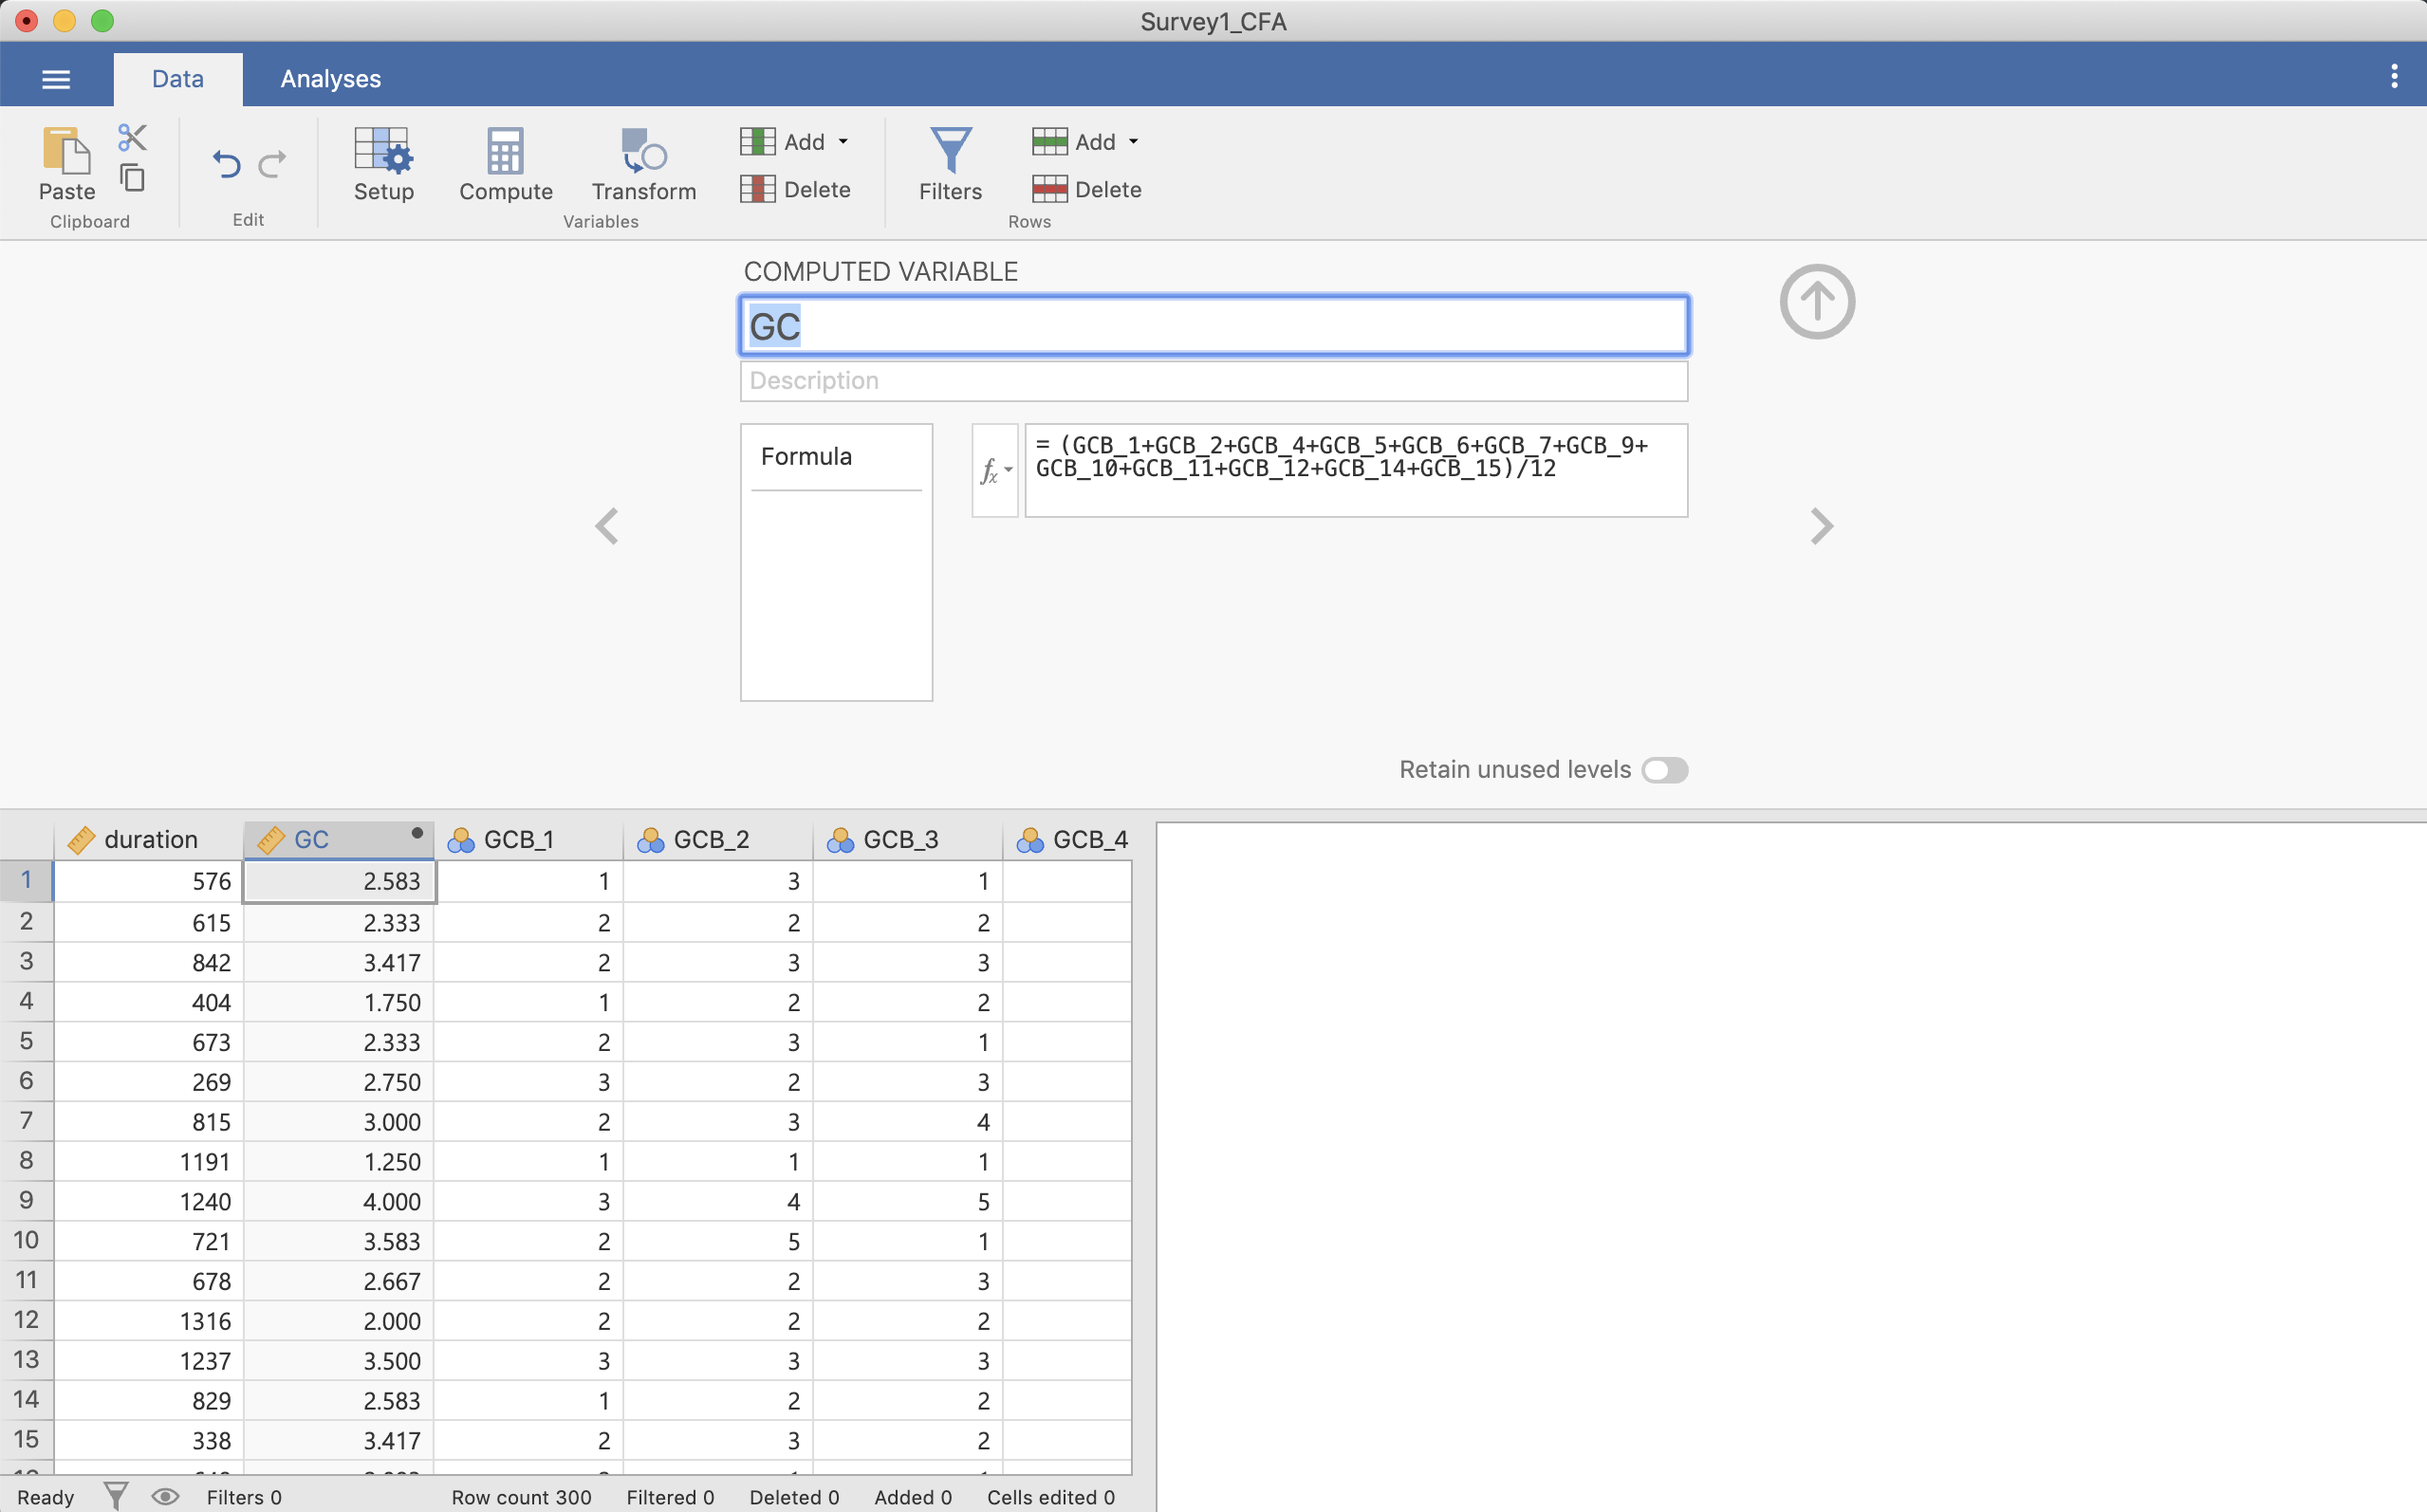 Survey1_CFA
Data Analyses
Paste
Clipboard
Edit
Setup
Compute
Transform
Add
Delete
Variables
Filters
Add
Delete
Rows
COMPUTED VARIABLE
GC
Description
Formula
fx
= (GCB_1+GCB_2+GCB_4+GCB_5+GCB_6+GCB_7+GCB_9+
GCB_10+GCB_11+GCB_12+GCB_14+GCB_15)/12
Retain unused levels
duration GC GCB_1 GCB_2 GCB_3 GCB_4
1 576 2.583 1 3 1
2 615 2.333 2 2 2
3 842 3.417 2 3 3
4 404 1.750 1 2 2
5 673 2.333 2 3 1
6 269 2.750 3 2 3
7 815 3.000 2 3 4
8 1191 1.250 1 1 1
9 1240 4.000 3 4 5
10 721 3.583 2 5 1
11 678 2.667 2 2 3
12 1316 2.000 2 2 2
13 1237 3.500 3 3 3
14 829 2.583 1 2 2
15 338 3.417 2 3 2
Ready Filters 0 Row count 300 Filtered 0 Deleted 0 Added 0 Cells edited 0